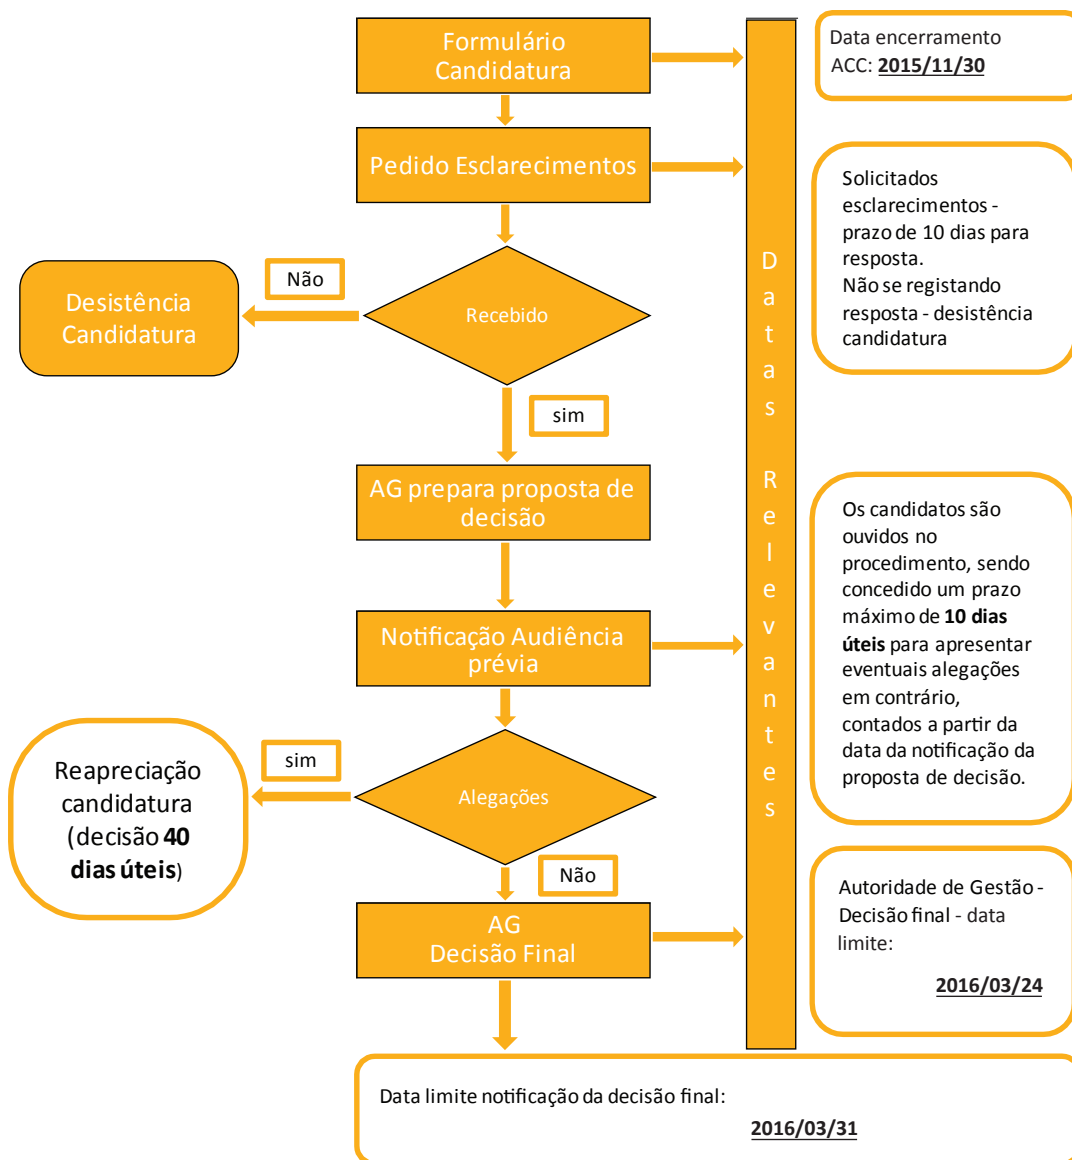 Formulário
Candidatura
Data encerramento
ACC: 2015/11/30
Pedido Esclarecimentos
Solicitados
esclarecimentos -
prazo de 10 dias para
resposta.
Não se registando
resposta - desistência
candidatura
Não
Desistência
Candidatura
Recebido
sim
Datas Relevantes
AG prepara proposta de
decisão
Os candidatos são
ouvidos no
procedimento, sendo
concedido um prazo
máximo de 10 dias
úteis para apresentar
eventuais alegações
em contrário,
contados a partir da
data da notificação da
proposta de decisão.
Notificação Audiência
prévia
sim
Reapreciação
candidatura
(decisão 40
dias úteis)
Alegações
Não
AG
Decisão Final
Autoridade de Gestão -
Decisão final - data
limite:
2016/03/24
Data limite notificação da decisão final:
2016/03/31